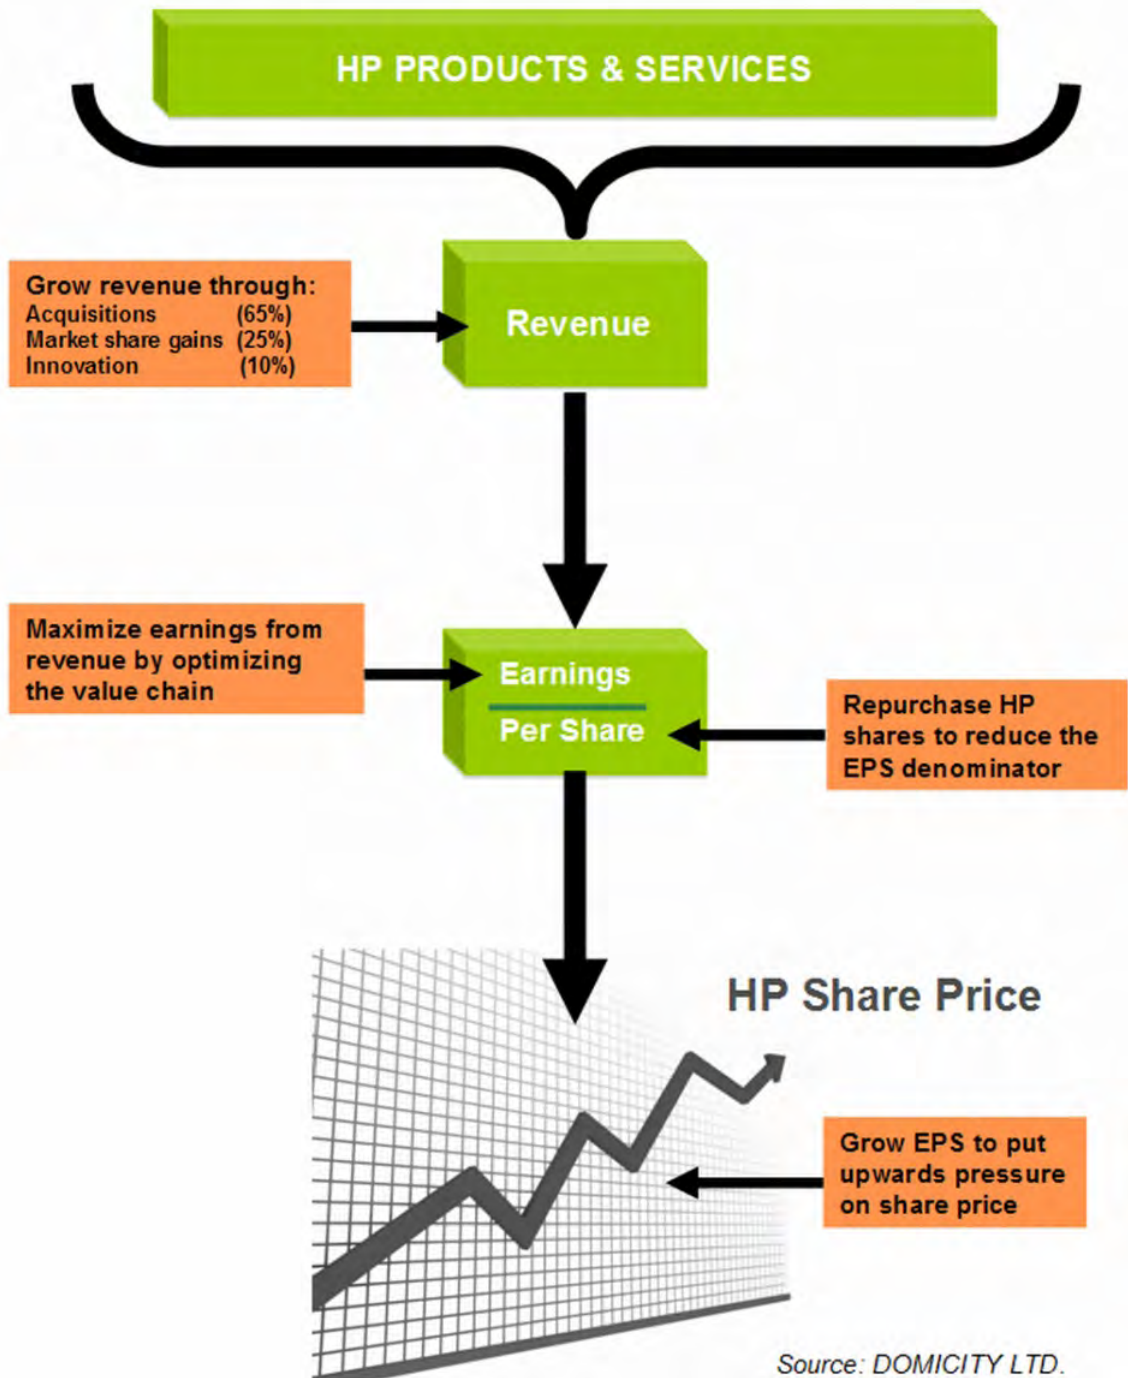 HP PRODUCTS & SERVICES
Grow revenue through:
Acquisitions (65%)
Market share gains (25%)
Innovation (10%)
Revenue
Maximize earnings from
revenue by optimizing
the value chain
Earnings
Per Share
Repurchase HP
shares to reduce the
EPS denominator
HP Share Price
Grow EPS to put
upwards pressure
on share price
Source: DOMICITY LTD.